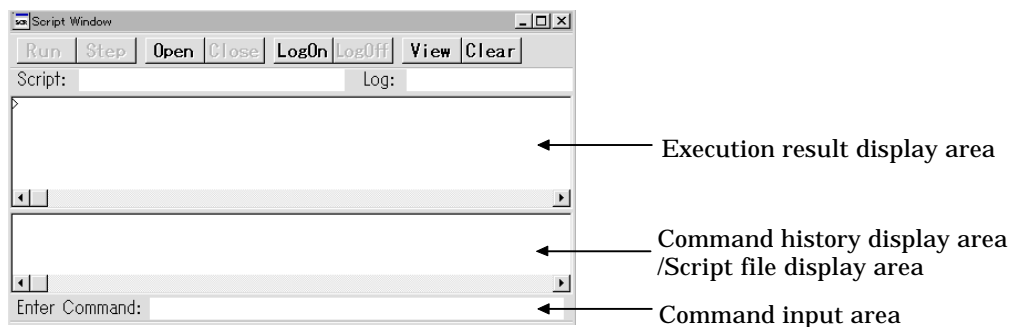 SCR Script Window
Run Step Open Close LogOn LogOff View Clear
Script: Log:
>
Execution result display area
Command history display area
/Script file display area
Enter Command:
Command input area